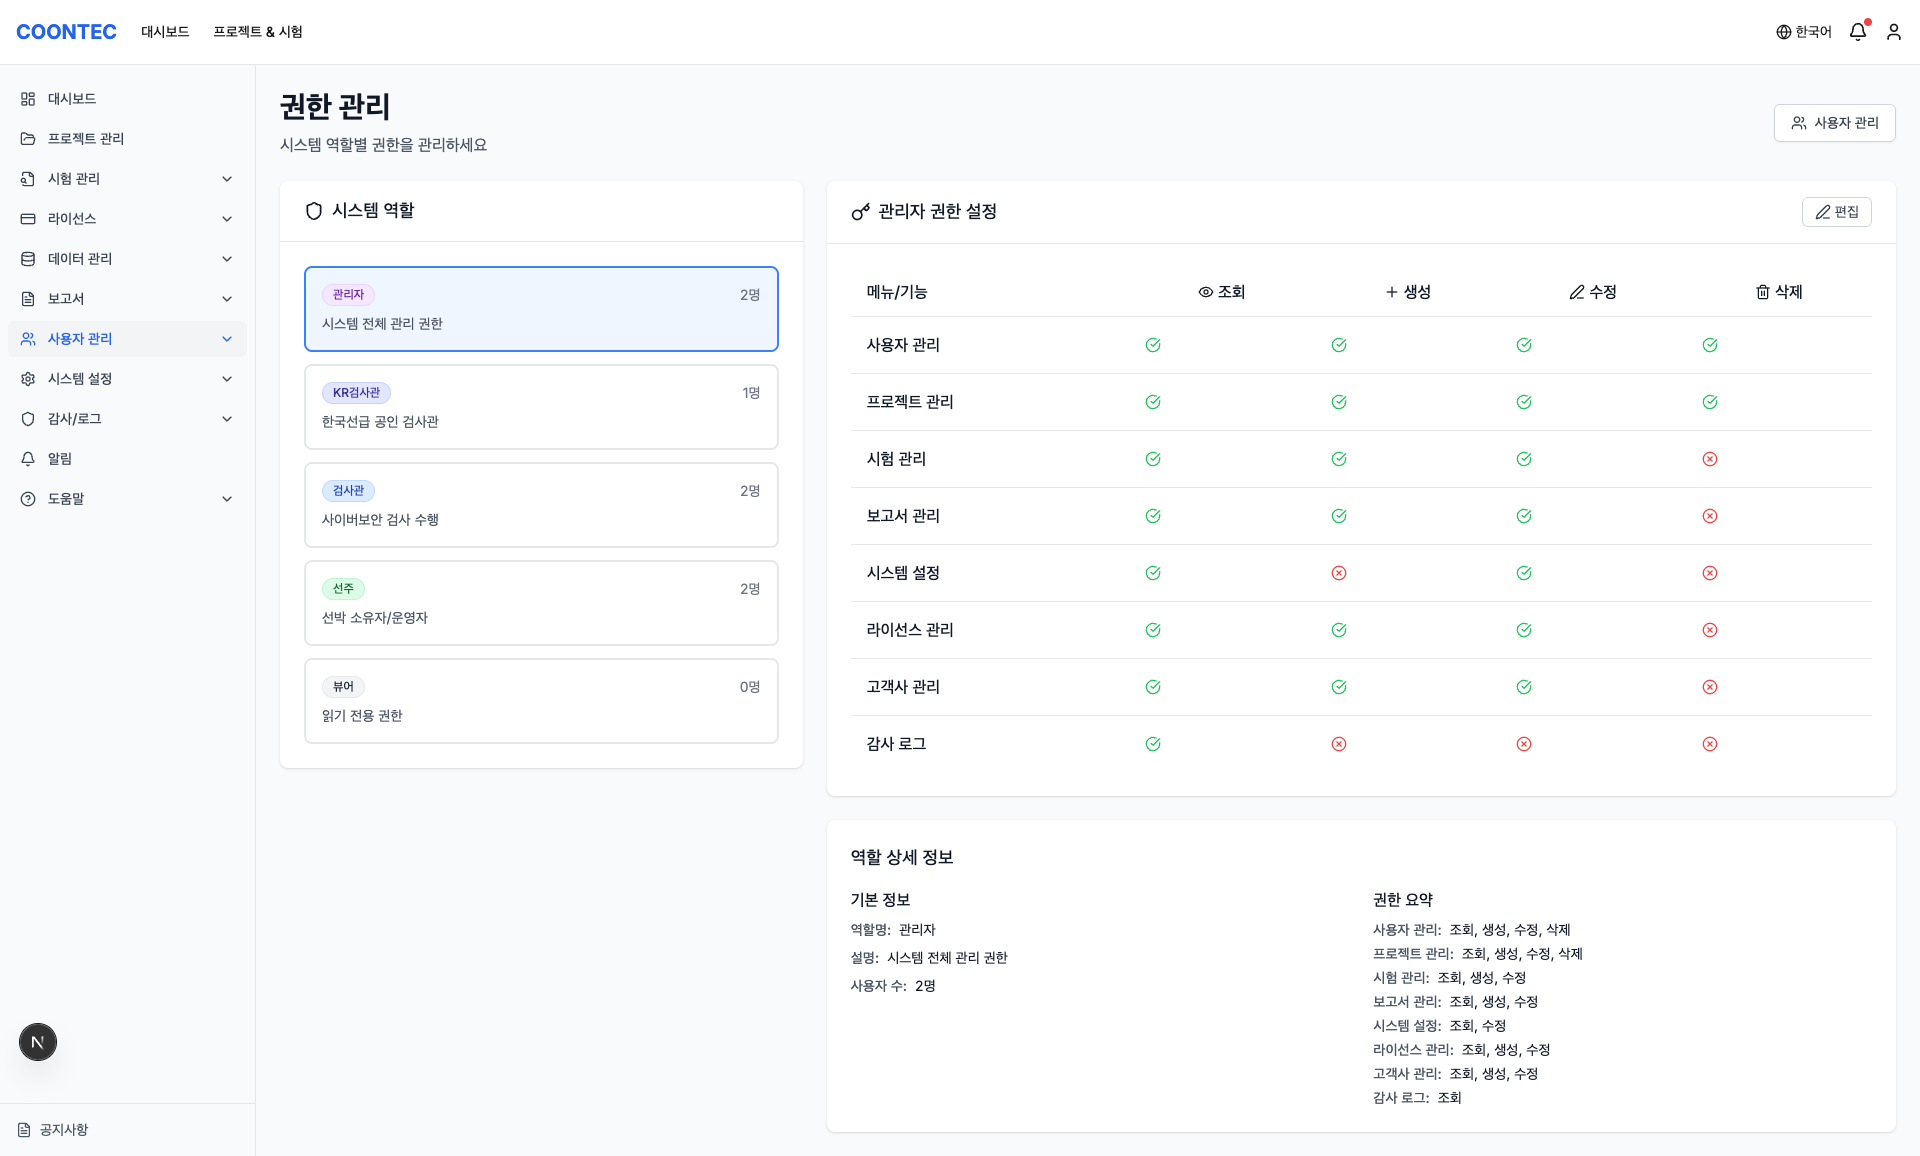 COONTEC 대시보드 프로젝트 & 시험 한국어
대시보드
프로젝트 관리
시험 관리
라이선스
데이터 관리
보고서
사용자 관리
시스템 설정
감사/로그
알림
도움말
N
공지사항
권한 관리
시스템 역할별 권한을 관리하세요
사용자 관리
시스템 역할
관리자 2명
시스템 전체 관리 권한
KR검사관 1명
한국선급 공인 검사관
검사관 2명
사이버보안 검사 수행
선주 2명
선박 소유자/운영자
뷰어 0명
읽기 전용 권한
관리자 권한 설정 편집
메뉴/기능 조회 생성 수정 삭제
사용자 관리
프로젝트 관리
시험 관리
보고서 관리
시스템 설정
라이선스 관리
고객사 관리
감사 로그
역할 상세 정보
기본 정보
역할명: 관리자
설명: 시스템 전체 관리 권한
사용자 수: 2명
권한 요약
사용자 관리: 조회, 생성, 수정, 삭제
프로젝트 관리: 조회, 생성, 수정, 삭제
시험 관리: 조회, 생성, 수정
보고서 관리: 조회, 생성, 수정
시스템 설정: 조회, 수정
라이선스 관리: 조회, 생성, 수정
고객사 관리: 조회, 생성, 수정
감사 로그: 조회